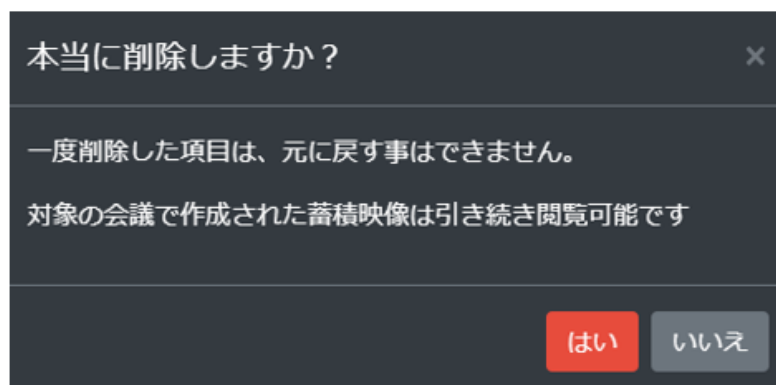 本当に削除しますか？
×
一度削除した項目は、元に戻す事はできません。
対象の会議で作成された蓄積映像は引き続き閲覧可能です
はい
いいえ